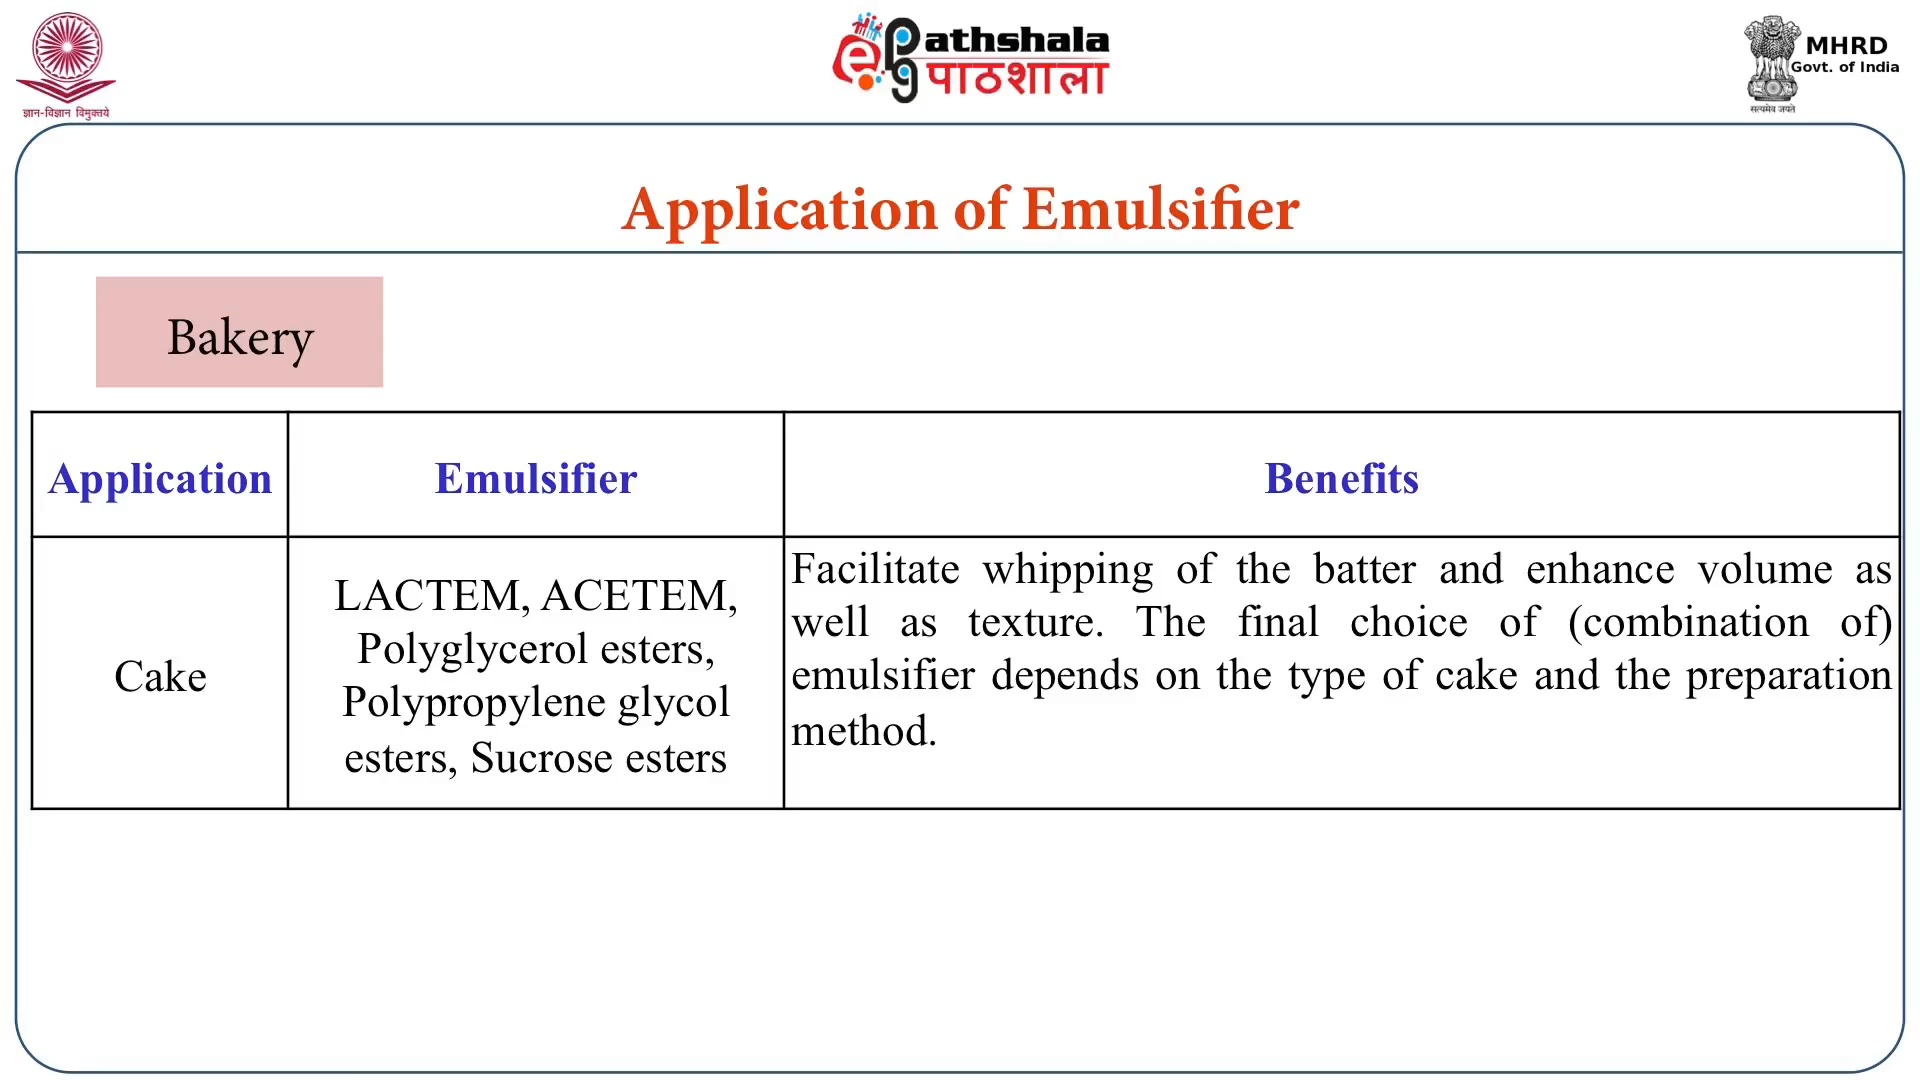 ज्ञान-विज्ञान विमुक्तये
ePathshala
पाठशाला
MHRD
Govt. of India
सत्यमेव जयते
Application of Emulsifier
Bakery
Application Emulsifier Benefits
Cake
LACTEM, ACETEM,
Polyglycerol esters,
Polypropylene glycol
esters, Sucrose esters
Facilitate whipping of the batter and enhance volume as
well as texture. The final choice of (combination of)
emulsifier depends on the type of cake and the preparation
method.